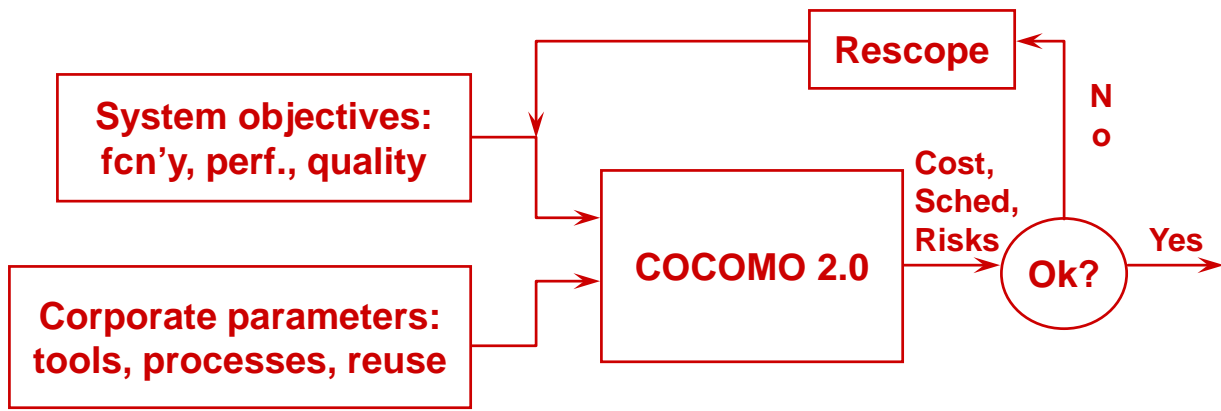 Rescope
System objectives:
fcn’y, perf., quality
N
o
Cost,
Sched,
Risks
Yes
COCOMO 2.0
Ok?
Corporate parameters:
tools, processes, reuse